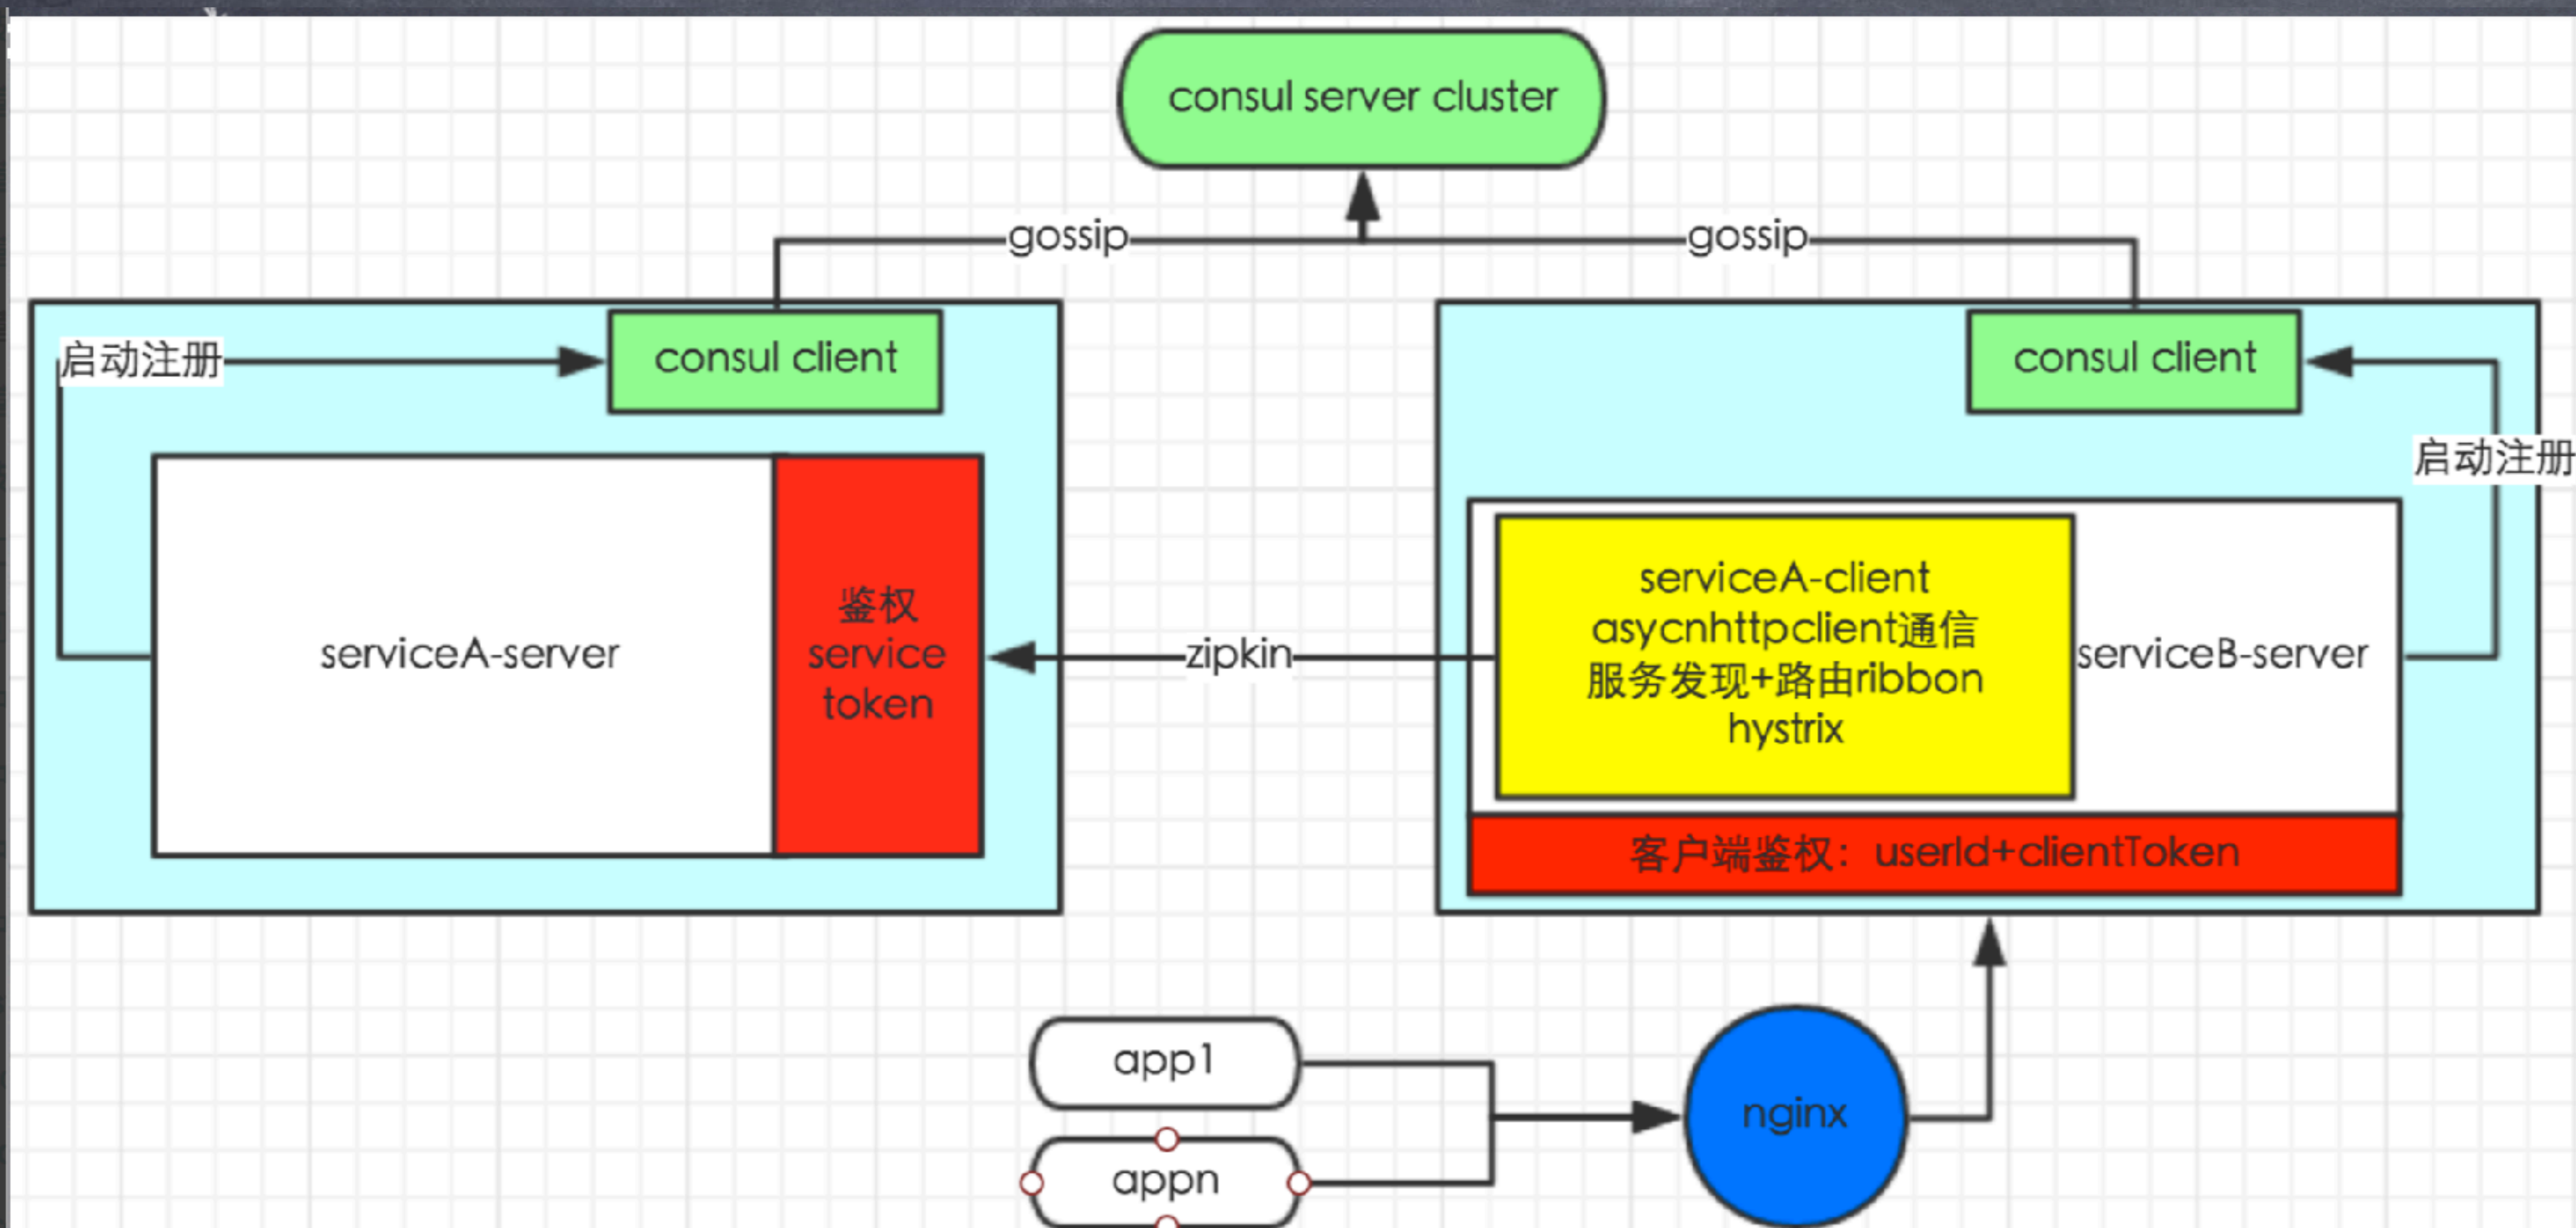 consul server cluster
gossip
gossip
启动注册
consul client
consul client
启动注册
serviceA-server
鉴权
service
token
zipkin
serviceA-client
asycnhttpclient通信
服务发现+路由ribbon
hystrix
serviceB-server
客户端鉴权：userId+clientToken
app1
nginx
appn